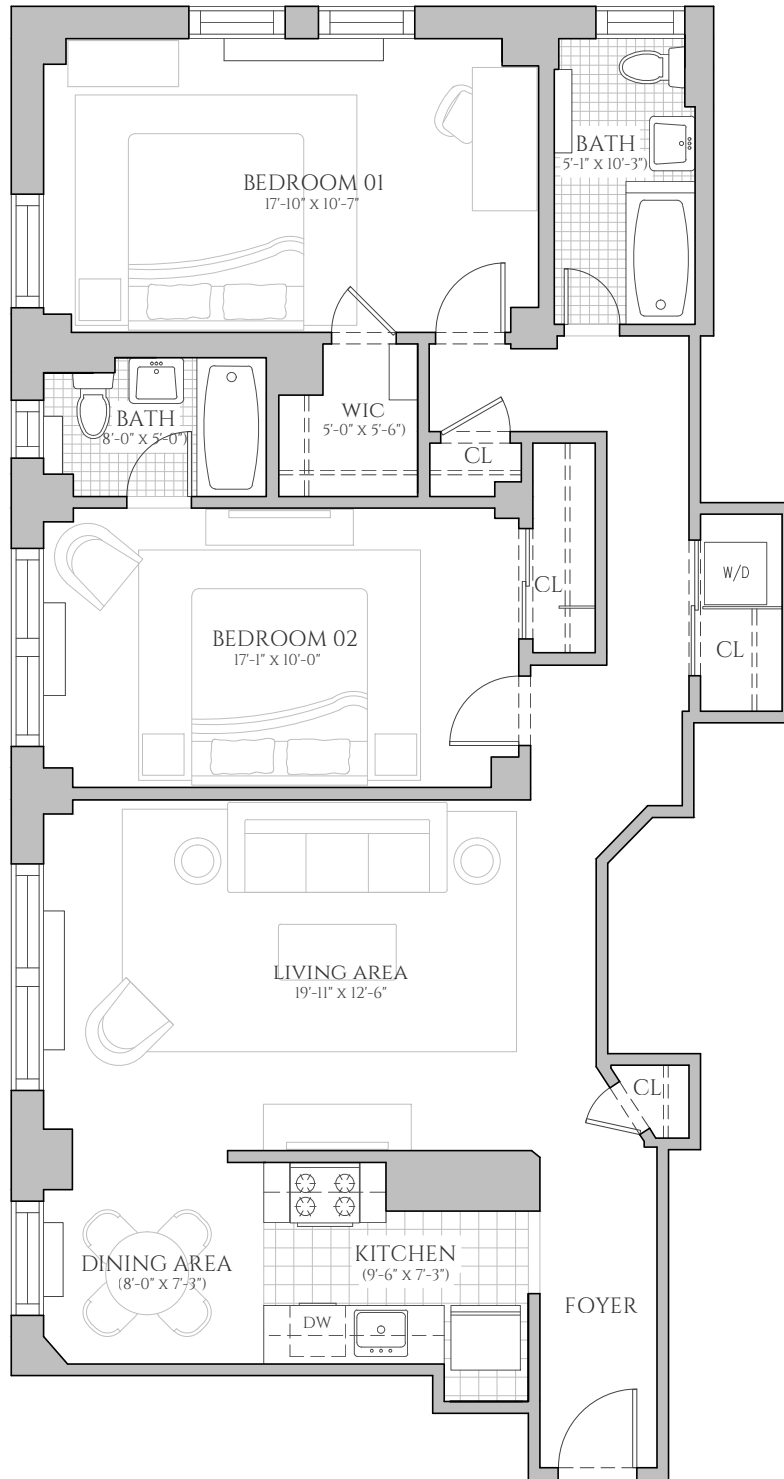 BEDROOM 01
17'-10" X 10'-7"
BATH
5'-1" X 10'-3")
BATH
8'-0" X 5'-0")
WIC
5'-0" X 5'-6")
CL
CL
W/D
CL
BEDROOM 02
17'-1" X 10'-0"
LIVING AREA
19'-11" X 12'-6"
CL
DINING AREA
(8'-0" X 7'-3")
KITCHEN
(9'-6" X 7'-3")
DW
FOYER